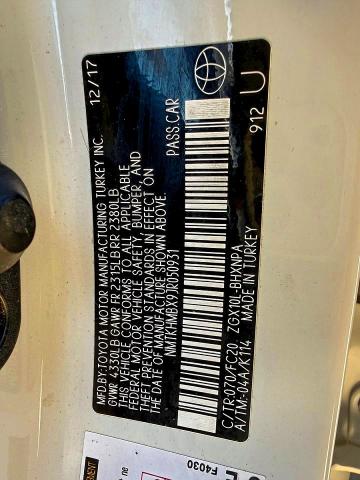 MFD.BY:TOYOTA MOTOR MANUFACTURING TURKEY INC. 12/17
GVWR 4330LB GAWR FR 2315LB RR 2380LB
THIS VEHICLE CONFORMS TO ALL APPLICABLE
FEDERAL MOTOR VEHICLE SAFETY, BUMPER, AND
THEFT PREVENTION STANDARDS IN EFFECT ON
THE DATE OF MANUFACTURE SHOWN ABOVE.
NMTKHMBX9JR050931 PASS.CAR
C/TR:070/FC20 ZGX10L-BHXNPA
A/TM:-04A/K114 MADE IN TURKEY 912 U
F4030